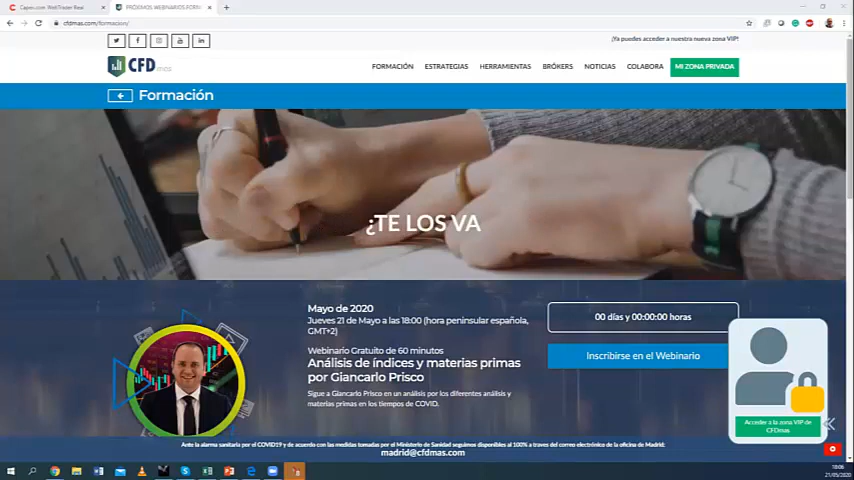 Capex.com WebTrader Real
PRÓXIMOS WEBINARIOS FORM
cfdmas.com/formacion/
¡Ya puedes acceder a nuestra nueva zona VIP!
CFD mas
FORMACIÓN ESTRATEGIAS HERRAMIENTAS BRÓKERS NOTICIAS COLABORA MI ZONA PRIVADA
Formación
¿TE LOS VA
Mayo de 2020
Jueves 21 de Mayo a las 18:00 (hora peninsular española,
GMT+2)
Webinario Gratuito de 60 minutos
Análisis de índices y materias primas
por Giancarlo Prisco
Sigue a Giancarlo Prisco en un análisis por los diferentes análisis y
materias primas en los tiempos de COVID.
00 días y 00:00:00 horas
Inscribirse en el Webinario
Acceder a la zona VIP de
CFDmas
Ante la alarma sanitaria por el COVID19 y de acuerdo con las medidas tomadas por el Ministerio de Sanidad seguimos disponibles al 100% a traves del correo electrónico de la oficina de Madrid:
madrid@cfdmas.com
18:06
21/05/2020